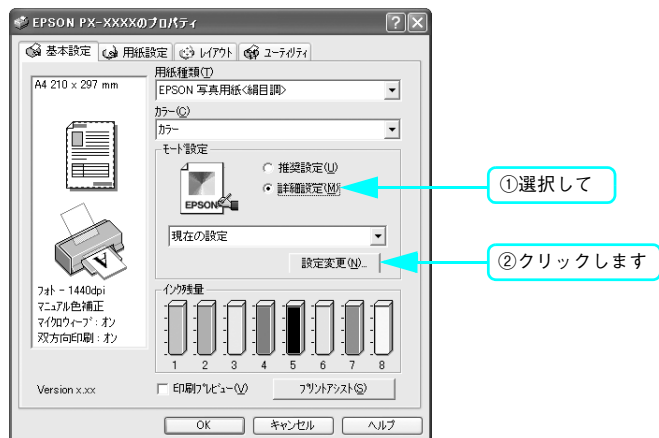 EPSON PX-XXXXのプロパティ
基本設定
用紙設定
レイアウト
ユーティリティ
A4 210 x 297 mm
用紙種類(T)
EPSON 写真用紙<絹目調>
カラー(C)
カラー
モード設定
推奨設定(U)
詳細設定(M)
①選択して
EPSON
現在の設定
設定変更(N)...
②クリックします
フォト - 1440dpi
マニュアル色補正
マイクロウィーブ: オン
双方向印刷: オン
インク残量
1 2 3 4 5 6 7 8
Version x.xx
印刷プレビュー(V)
プリントアシスト(S)
OK
キャンセル
ヘルプ